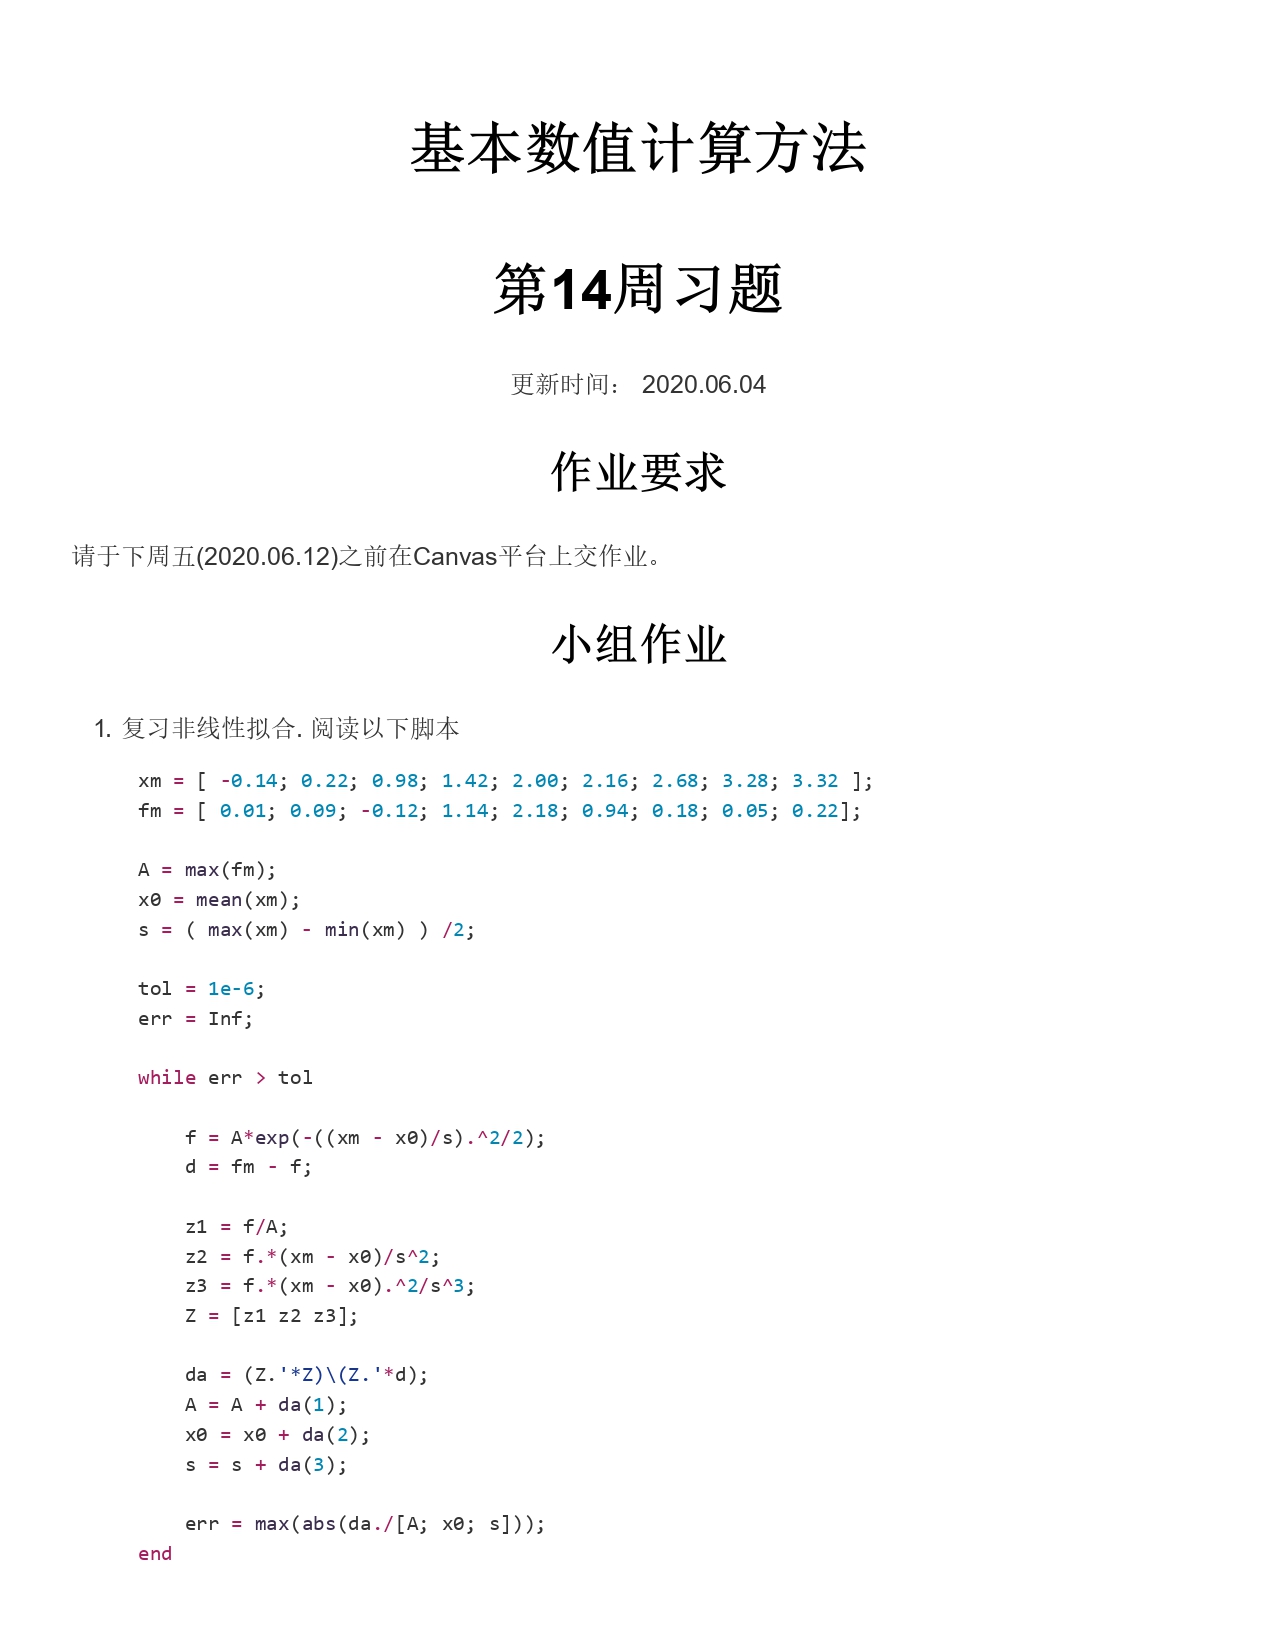 基本数值计算方法
第14周习题
更新时间： 2020.06.04
作业要求
请于下周五(2020.06.12)之前在Canvas平台上交作业。
小组作业
1. 复习非线性拟合. 阅读以下脚本
xm = [ -0.14; 0.22; 0.98; 1.42; 2.00; 2.16; 2.68; 3.28; 3.32 ];
fm = [ 0.01; 0.09; -0.12; 1.14; 2.18; 0.94; 0.18; 0.05; 0.22];
A = max(fm);
x0 = mean(xm);
s = ( max(xm) - min(xm) ) /2;
tol = 1e-6;
err = Inf;
while err > tol
f = A*exp(-((xm - x0)/s).^2/2);
d = fm - f;
z1 = f/A;
z2 = f.*(xm - x0)/s^2;
z3 = f.*(xm - x0).^2/s^3;
Z = [z1 z2 z3];
da = (Z.'*Z)\(Z.'*d);
A = A + da(1);
x0 = x0 + da(2);
s = s + da(3);
err = max(abs(da./[A; x0; s]));
end